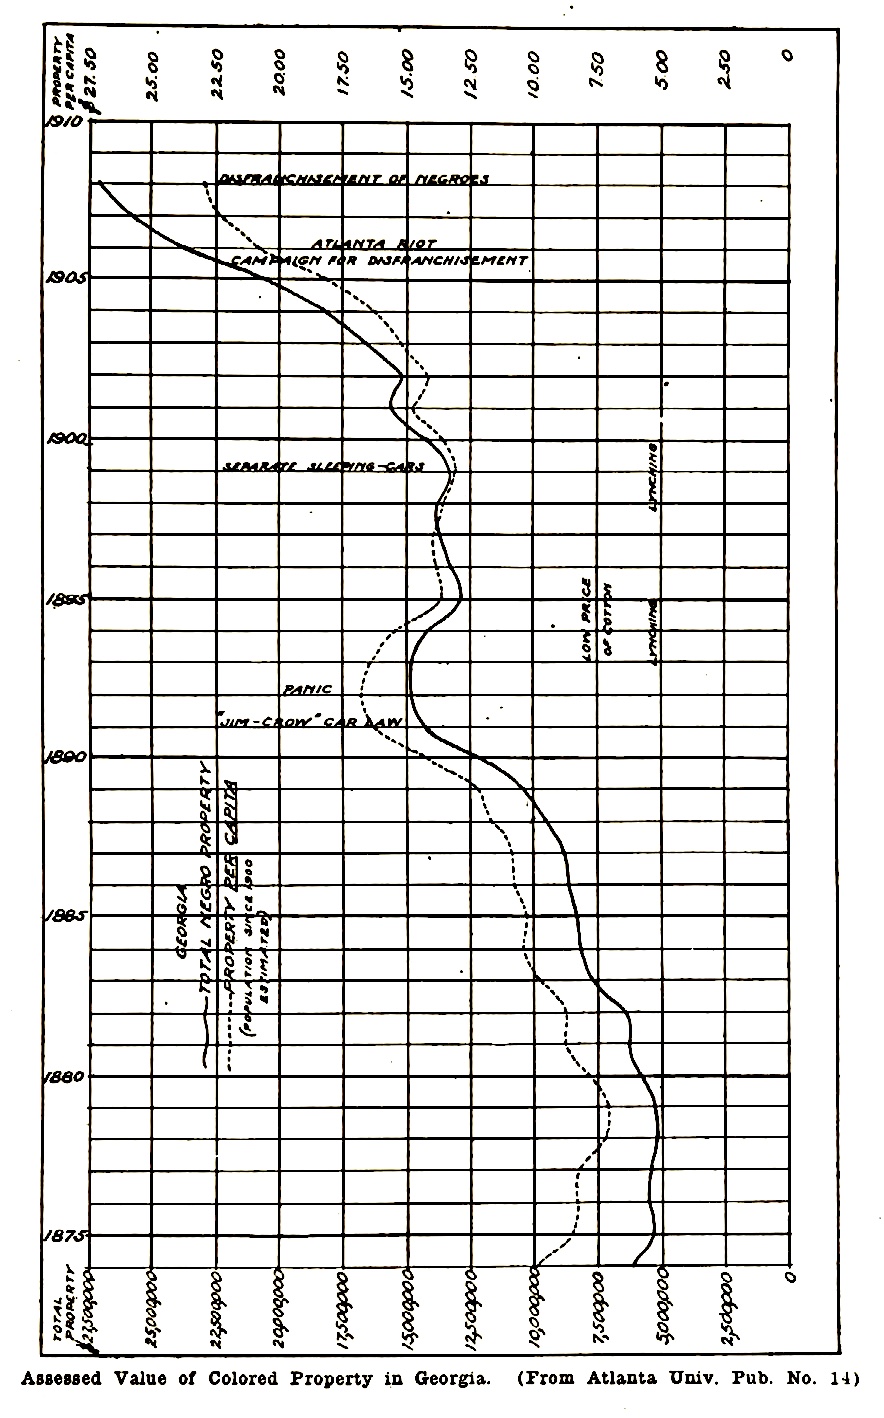 PROPERTY
PER CAPITA
$ 27.50
25.00
22.50
20.00
17.50
15.00
12.50
10.00
7.50
5.00
2.50
0
1910
DISFRANCHISEMENT OF NEGROES
ATLANTA RIOT
CAMPAIGN FOR DISFRANCHISEMENT
1905
1900
SEPARATE SLEEPING-CARS
LYNCHING
1895
LOW PRICE
OF COTTON
LYNCHING
PANIC
"JIM-CROW" CAR LAW
1890
GEORGIA
TOTAL NEGRO PROPERTY
PROPERTY PER CAPITA
(POPULATION SINCE 1900
ESTIMATED)
1885
1880
1875
TOTAL
PROPERTY
$27,500,000
25,000,000
22,500,000
20,000,000
17,500,000
15,000,000
12,500,000
10,000,000
7,500,000
5,000,000
2,500,000
0
Assessed Value of Colored Property in Georgia. (From Atlanta Univ. Pub. No. 14)